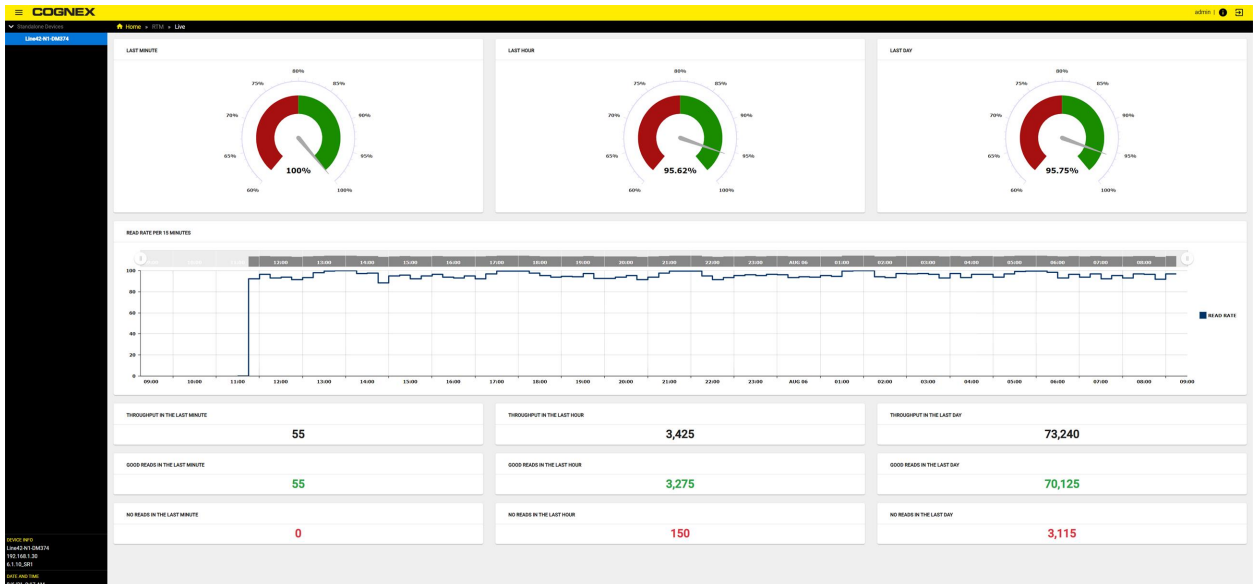 COGNEX
admin |
Standalone Devices
Home » RTM » Live
Line42-N1-DM374
LAST MINUTE
LAST HOUR
LAST DAY
80%
75% 85%
70% 90%
65% 95%
100%
60% 100%
80%
75% 85%
70% 90%
65% 95%
95.62%
60% 100%
80%
75% 85%
70% 90%
65% 95%
95.75%
60% 100%
READ RATE PER 15 MINUTES
12:00 13:00 14:00 15:00 16:00 17:00 18:00 19:00 20:00 21:00 22:00 23:00 AUG 06 01:00 02:00 03:00 04:00 05:00 06:00 07:00 08:00
100
80
60
40
20
0
READ RATE
09:00 10:00 11:00 12:00 13:00 14:00 15:00 16:00 17:00 18:00 19:00 20:00 21:00 22:00 23:00 AUG 06 01:00 02:00 03:00 04:00 05:00 06:00 07:00 08:00 09:00
THROUGHPUT IN THE LAST MINUTE
55
THROUGHPUT IN THE LAST HOUR
3,425
THROUGHPUT IN THE LAST DAY
73,240
GOOD READS IN THE LAST MINUTE
55
GOOD READS IN THE LAST HOUR
3,275
GOOD READS IN THE LAST DAY
70,125
NO READS IN THE LAST MINUTE
0
NO READS IN THE LAST HOUR
150
NO READS IN THE LAST DAY
3,115
DEVICE INFO
Line42-N1-DM374
192.168.1.30
6.1.10_SR1
DATE AND TIME